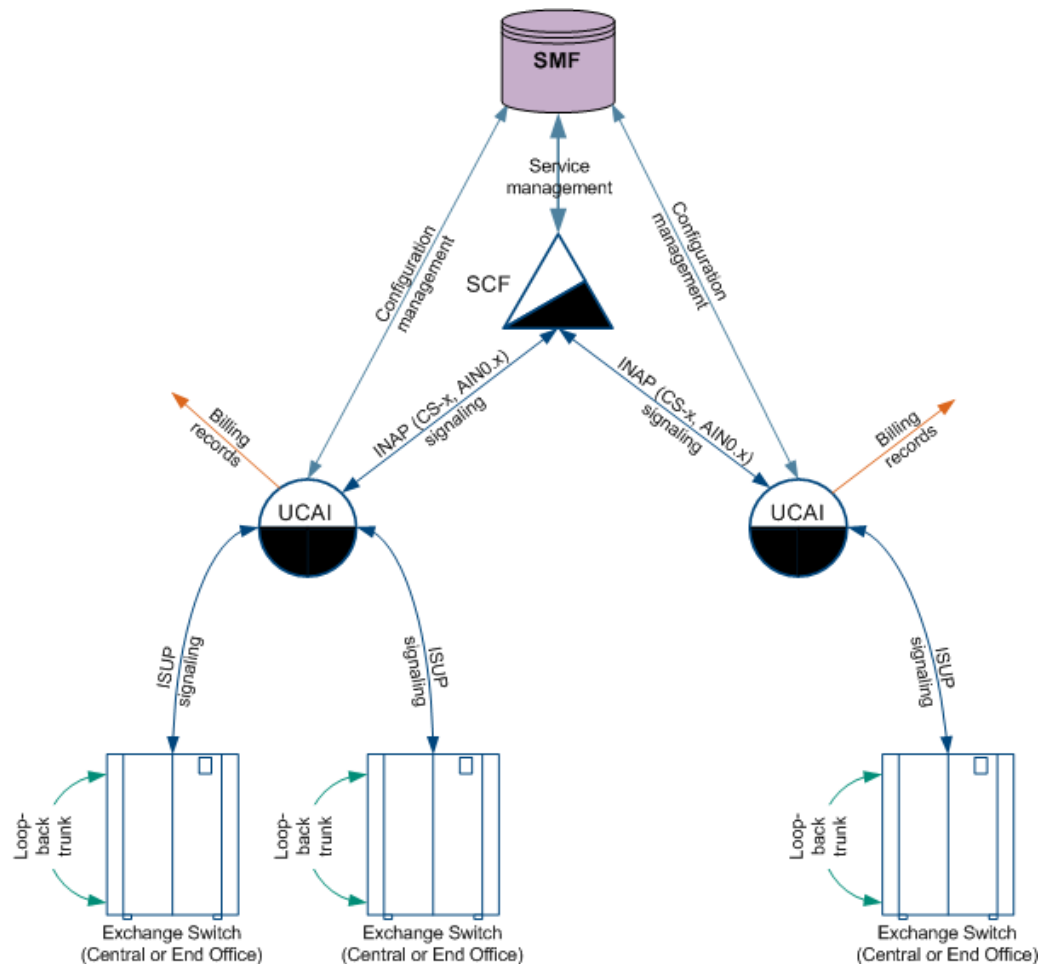 SMF
Service
management
Configuration
management
Configuration
management
SCF
INAP (CS-x, AIN0.x)
signaling
INAP (CS-x, AIN0.x)
signaling
Billing
records
Billing
records
UCAI
UCAI
ISUP
signaling
ISUP
signaling
ISUP
signaling
Loop-
back
trunk
Loop-
back
trunk
Loop-
back
trunk
Exchange Switch
(Central or End Office)
Exchange Switch
(Central or End Office)
Exchange Switch
(Central or End Office)